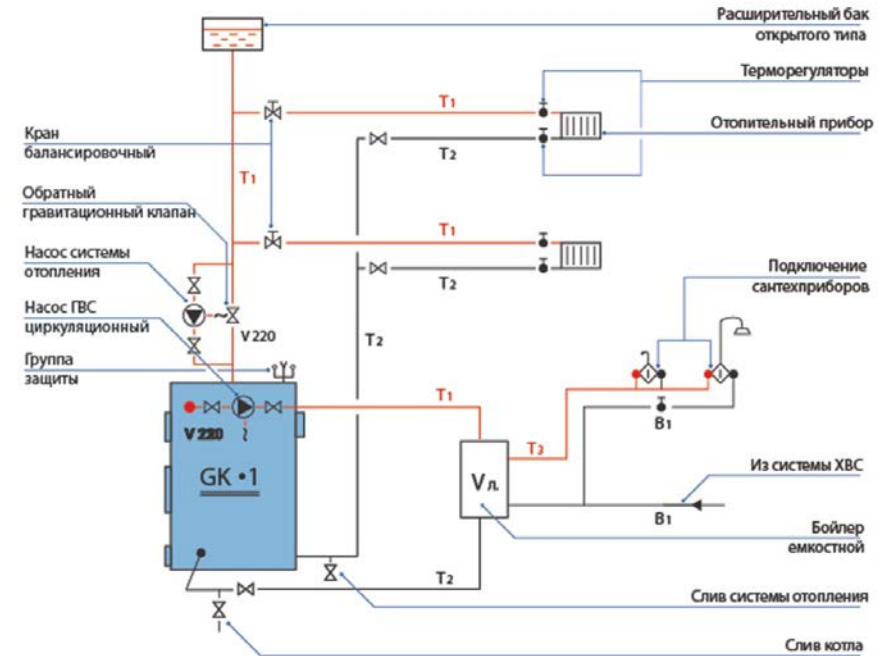 Расширительный бак
открытого типа
Терморегуляторы
T1
Отопительный прибор
Кран
балансировочный
T2
T1
Обратный
гравитационный клапан
T1
Насос системы
отопления
T2
Подключение
сантехприборов
Насос ГВС
циркуляционный
V 220
T2
Группа
защиты
T1
V 220
B1
T3
GK •1
Vл.
Из системы ХВС
B1
Бойлер
емкостной
T2
Слив системы отопления
Слив котла